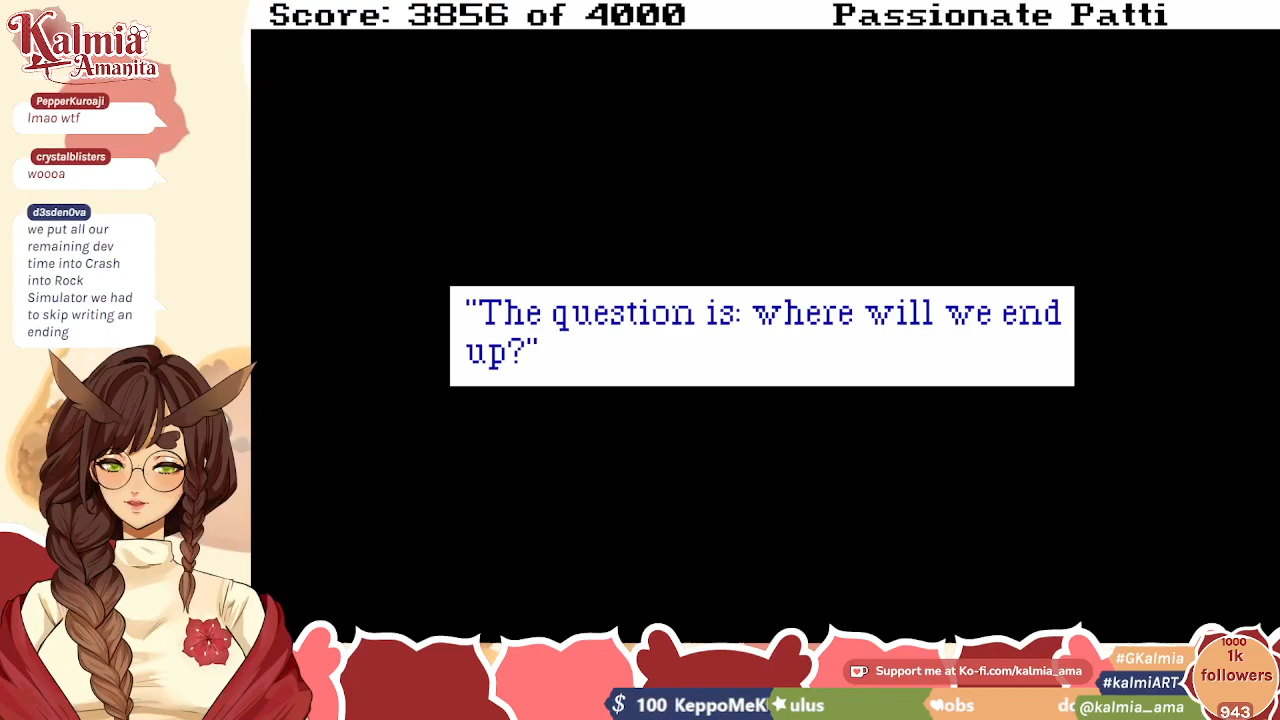 Score: 3856 of 4000
Passionate Patti
Kalmia
Amanita
PepperKuroaji
lmao wtf
crystalblisters
woooa
d3sden0va
we put all our
remaining dev
time into Crash
into Rock
Simulator we had
to skip writing an
ending
"The question is: where will we end
up?"
Support me at Ko-fi.com/kalmia_ama
#GKalmia
#kalmiART
@kalmia_ama
$ 100 KeppoMeK
ulus
obs
1000
1k
followers
943